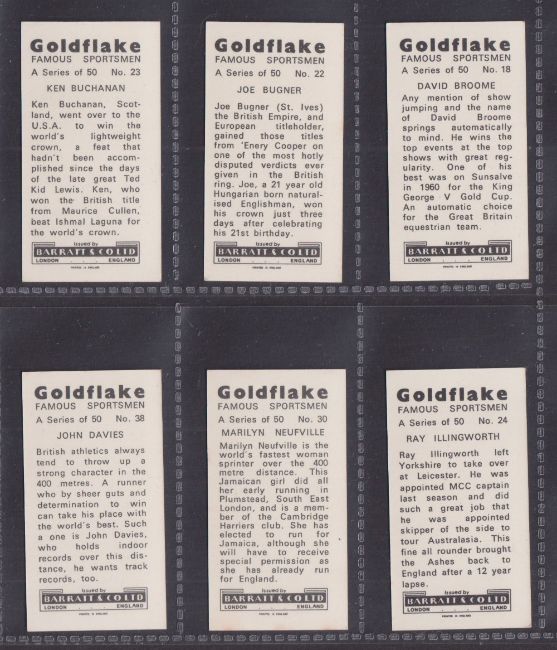 Goldflake
FAMOUS SPORTSMEN
A Series of 50 No. 23
KEN BUCHANAN
Ken Buchanan, Scot-
land, went over to the
U.S.A. to win the
world's lightweight
crown, a feat that
hadn't been accom-
plished since the days
of the late great Ted
Kid Lewis. Ken, who
won the British title
from Maurice Cullen,
beat Ishmal Laguna for
the world's crown.
Issued by
BARRATT & CO LTD
LONDON ENGLAND
PRINTED IN ENGLAND
Goldflake
FAMOUS SPORTSMEN
A Series of 50 No. 22
JOE BUGNER
Joe Bugner (St. Ives)
the British Empire, and
European titleholder,
gained those titles
from 'Enery Cooper on
one of the most hotly
disputed verdicts ever
given in the British
ring. Joe, a 21 year old
Hungarian born natural-
ised Englishman, won
his crown just three
days after celebrating
his 21st birthday.
Issued by
BARRATT & CO LTD
LONDON ENGLAND
PRINTED IN ENGLAND
Goldflake
FAMOUS SPORTSMEN
A Series of 50 No. 18
DAVID BROOME
Any mention of show
jumping and the name
of David Broome
springs automatically
to mind. He wins the
top events at the top
shows with great reg-
ularity. One of his
best was on Sunsalve
in 1960 for the King
George V Gold Cup.
An automatic choice
for the Great Britain
equestrian team.
Issued by
BARRATT & CO LTD
LONDON ENGLAND
PRINTED IN ENGLAND
Goldflake
FAMOUS SPORTSMEN
A Series of 50 No. 38
JOHN DAVIES
British athletics always
tend to throw up a
strong character in the
400 metres. A runner
who by sheer guts and
determination to win
can take his place with
the world's best. Such
a one is John Davies,
who holds indoor
records over this dis-
tance, he wants track
records, too.
Issued by
BARRATT & CO LTD
LONDON ENGLAND
PRINTED IN ENGLAND
Goldflake
FAMOUS SPORTSMEN
A Series of 50 No. 30
MARILYN NEUFVILLE
Marilyn Neufville is the
world's fastest woman
sprinter over the 400
metre distance. This
Jamaican girl did all
her early running in
Plumstead, South East
London, and is a mem-
ber of the Cambridge
Harriers club. She has
elected to run for
Jamaica, although she
will have to receive
special permission as
she has already run
for England.
Issued by
BARRATT & CO LTD
LONDON ENGLAND
PRINTED IN ENGLAND
Goldflake
FAMOUS SPORTSMEN
A Series of 50 No. 24
RAY ILLINGWORTH
Ray Illingworth left
Yorkshire to take over
at Leicester. He was
appointed MCC captain
last season and did
such a great job that
he was appointed
skipper of the side to
tour Australasia. This
fine all rounder brought
the Ashes back to
England after a 12 year
lapse.
Issued by
BARRATT & CO LTD
LONDON ENGLAND
PRINTED IN ENGLAND